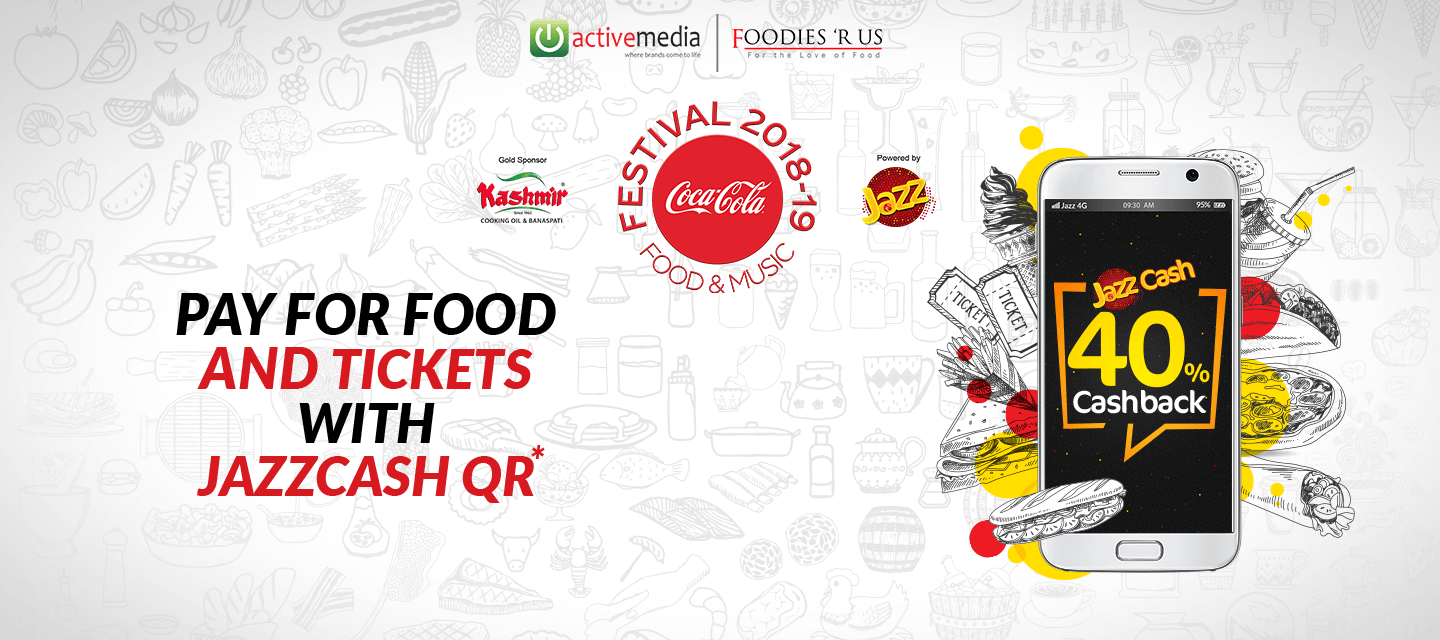 activemedia
where brands come to life
FOODIES 'R US
For the Love of Food
FESTIVAL 2018-19
Coca-Cola
FOOD & MUSIC
Gold Sponsor
Kashmir
Since 1963
COOKING OIL & BANASPATI
Powered by
Jazz
PAY FOR FOOD
AND TICKETS
WITH
JAZZCASH QR*
TICKET
TICKET
Jazz 4G
09:30 AM
95%
Jazz Cash
40%
Cashback